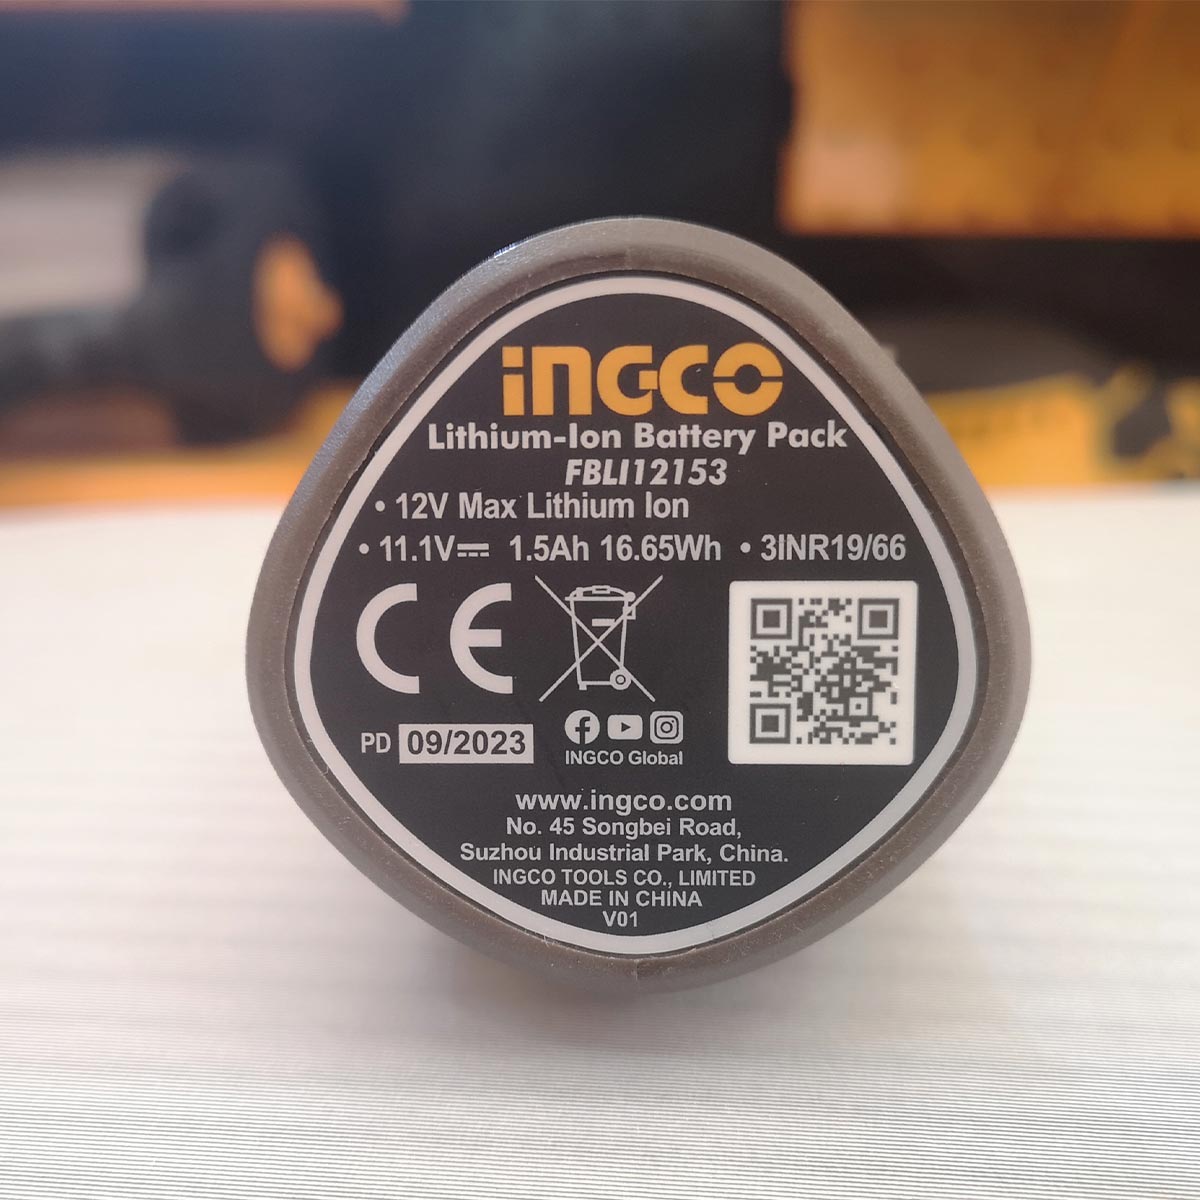 INGCO
Lithium-Ion Battery Pack
FBLI12153
• 12V Max Lithium Ion
• 11.1V⎓ 1.5Ah 16.65Wh • 3INR19/66
CE
PD 09/2023
INGCO Global
www.ingco.com
No. 45 Songbei Road,
Suzhou Industrial Park, China.
INGCO TOOLS CO., LIMITED
MADE IN CHINA
V01